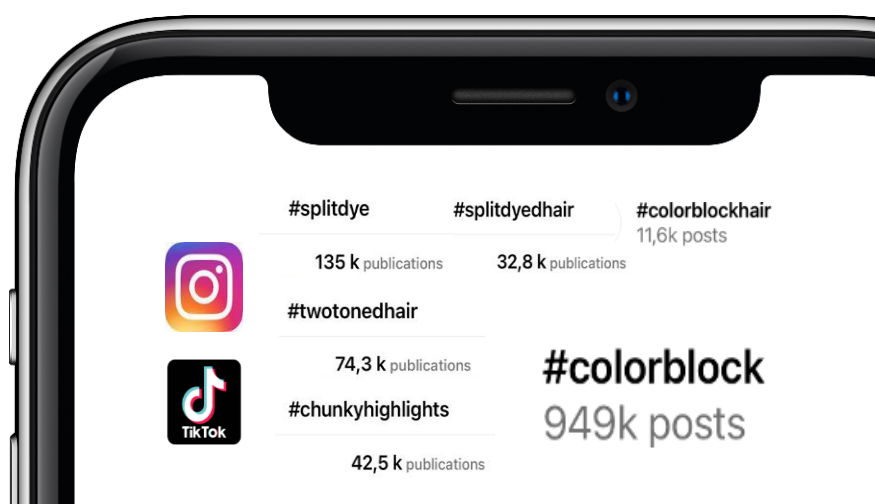 #splitdye
#splitdyedhair
#colorblockhair
11,6k posts
135 k publications
32,8 k publications
#twotonedhair
74,3 k publications
#colorblock
949k posts
#chunkyhighlights
42,5 k publications
TikTok